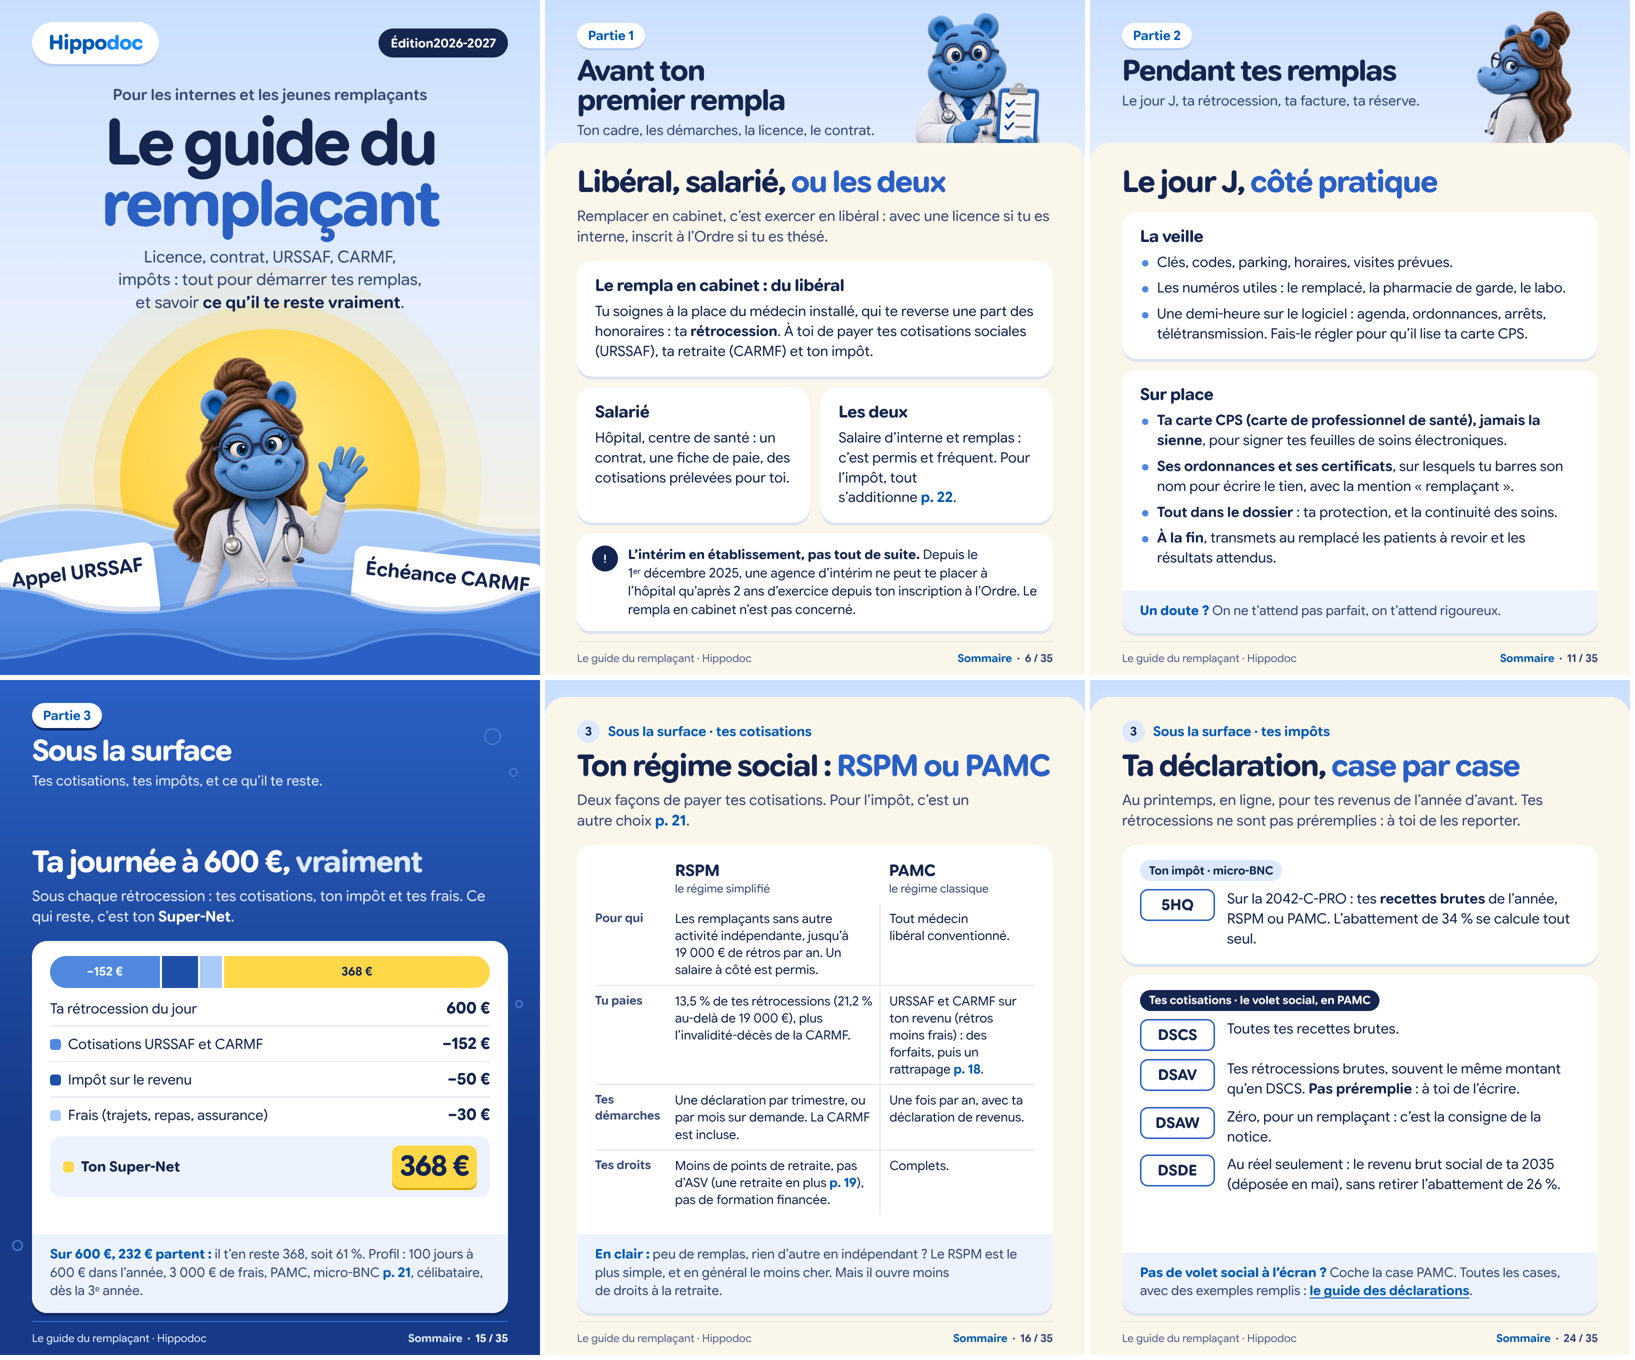 Hippodoc
Édition2026-2027
Pour les internes et les jeunes remplaçants
Le guide du
remplaçant
Licence, contrat, URSSAF, CARMF,
impôts : tout pour démarrer tes remplas,
et savoir ce qu’il te reste vraiment.
Appel URSSAF
Échéance CARMF
Partie 1
Avant ton
premier rempla
Ton cadre, les démarches, la licence, le contrat.
Libéral, salarié, ou les deux
Remplacer en cabinet, c’est exercer en libéral : avec une licence si tu es
interne, inscrit à l’Ordre si tu es thésé.
Le rempla en cabinet : du libéral
Tu soignes à la place du médecin installé, qui te reverse une part des
honoraires : ta rétrocession. À toi de payer tes cotisations sociales
(URSSAF), ta retraite (CARMF) et ton impôt.
Salarié
Hôpital, centre de santé : un
contrat, une fiche de paie, des
cotisations prélevées pour toi.
Les deux
Salaire d’interne et remplas :
c’est permis et fréquent. Pour
l’impôt, tout
s’additionne p. 22.
!
L’intérim en établissement, pas tout de suite. Depuis le
1er décembre 2025, une agence d’intérim ne peut te placer à
l’hôpital qu’après 2 ans d’exercice depuis ton inscription à l’Ordre. Le
rempla en cabinet n’est pas concerné.
Le guide du remplaçant · Hippodoc
Sommaire · 6 / 35
Partie 2
Pendant tes remplas
Le jour J, ta rétrocession, ta facture, ta réserve.
Le jour J, côté pratique
La veille
Clés, codes, parking, horaires, visites prévues.
Les numéros utiles : le remplacé, la pharmacie de garde, le labo.
Une demi-heure sur le logiciel : agenda, ordonnances, arrêts,
télétransmission. Fais-le régler pour qu’il lise ta carte CPS.
Sur place
Ta carte CPS (carte de professionnel de santé), jamais la
sienne, pour signer tes feuilles de soins électroniques.
Ses ordonnances et ses certificats, sur lesquels tu barres son
nom pour écrire le tien, avec la mention « remplaçant ».
Tout dans le dossier : ta protection, et la continuité des soins.
À la fin, transmets au remplacé les patients à revoir et les
résultats attendus.
Un doute ? On ne t’attend pas parfait, on t’attend rigoureux.
Le guide du remplaçant · Hippodoc
Sommaire · 11 / 35
Partie 3
Sous la surface
Tes cotisations, tes impôts, et ce qu’il te reste.
Ta journée à 600 €, vraiment
Sous chaque rétrocession : tes cotisations, ton impôt et tes frais. Ce
qui reste, c’est ton Super-Net.
−152 €
368 €
Ta rétrocession du jour 600 €
Cotisations URSSAF et CARMF −152 €
Impôt sur le revenu −50 €
Frais (trajets, repas, assurance) −30 €
Ton Super-Net 368 €
Sur 600 €, 232 € partent : il t’en reste 368, soit 61 %. Profil : 100 jours à
600 € dans l’année, 3 000 € de frais, PAMC, micro-BNC p. 21, célibataire,
dès la 3e année.
Le guide du remplaçant · Hippodoc
Sommaire · 15 / 35
3 Sous la surface · tes cotisations
Ton régime social : RSPM ou PAMC
Deux façons de payer tes cotisations. Pour l’impôt, c’est un
autre choix p. 21.
RSPM
le régime simplifié
PAMC
le régime classique
Pour qui
Les remplaçants sans autre
activité indépendante, jusqu’à
19 000 € de rétros par an. Un
salaire à côté est permis.
Tout médecin
libéral conventionné.
Tu paies
13,5 % de tes rétrocessions (21,2 %
au-delà de 19 000 €), plus
l’invalidité-décès de la CARMF.
URSSAF et CARMF sur
ton revenu (rétros
moins frais) : des
forfaits, puis un
rattrapage p. 18.
Tes
démarches
Une déclaration par trimestre, ou
par mois sur demande. La CARMF
est incluse.
Une fois par an, avec ta
déclaration de revenus.
Tes droits
Moins de points de retraite, pas
d’ASV (une retraite en plus p. 19),
pas de formation financée.
Complets.
En clair : peu de remplas, rien d’autre en indépendant ? Le RSPM est le
plus simple, et en général le moins cher. Mais il ouvre moins
de droits à la retraite.
Le guide du remplaçant · Hippodoc
Sommaire · 16 / 35
3 Sous la surface · tes impôts
Ta déclaration, case par case
Au printemps, en ligne, pour tes revenus de l’année d’avant. Tes
rétrocessions ne sont pas préremplies : à toi de les reporter.
Ton impôt · micro-BNC
5HQ
Sur la 2042-C-PRO : tes recettes brutes de l’année,
RSPM ou PAMC. L’abattement de 34 % se calcule tout
seul.
Tes cotisations · le volet social, en PAMC
DSCS
Toutes tes recettes brutes.
DSAV
Tes rétrocessions brutes, souvent le même montant
qu’en DSCS. Pas préremplie : à toi de l’écrire.
DSAW
Zéro, pour un remplaçant : c’est la consigne de la
notice.
DSDE
Au réel seulement : le revenu brut social de ta 2035
(déposée en mai), sans retirer l’abattement de 26 %.
Pas de volet social à l’écran ? Coche la case PAMC. Toutes les cases,
avec des exemples remplis : le guide des déclarations.
Le guide du remplaçant · Hippodoc
Sommaire · 24 / 35